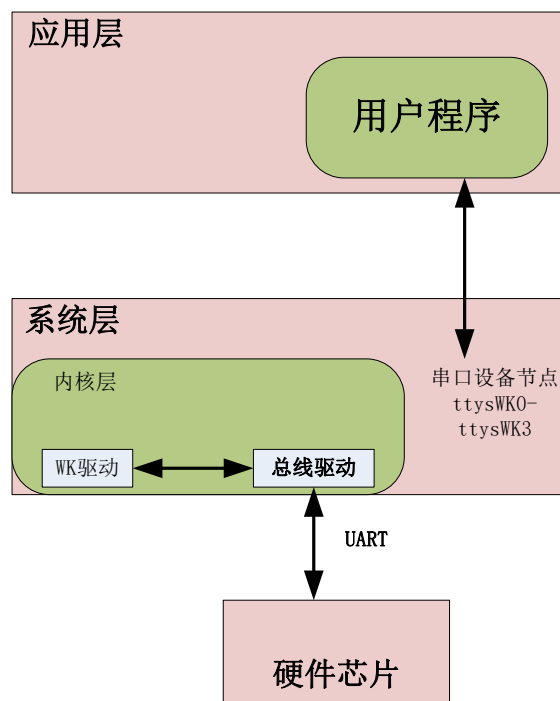 应用层
用户程序
系统层
内核层
串口设备节点
ttysWK0-
ttysWK3
WK驱动
总线驱动
UART
硬件芯片